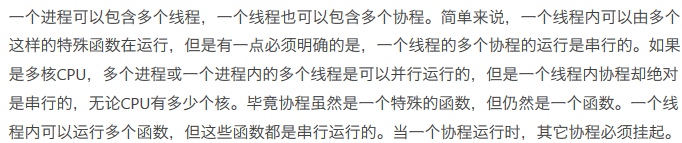 一个进程可以包含多个线程，一个线程也可以包含多个协程。简单来说，一个线程内可以由多个
这样的特殊函数在运行，但是有一点必须明确的是，一个线程的多个协程的运行是串行的。如果
是多核CPU，多个进程或一个进程内的多个线程是可以并行运行的，但是一个线程内协程却绝对
是串行的，无论CPU有多少个核。毕竟协程虽然是一个特殊的函数，但仍然是一个函数。一个线
程内可以运行多个函数，但这些函数都是串行运行的。当一个协程运行时，其它协程必须挂起。